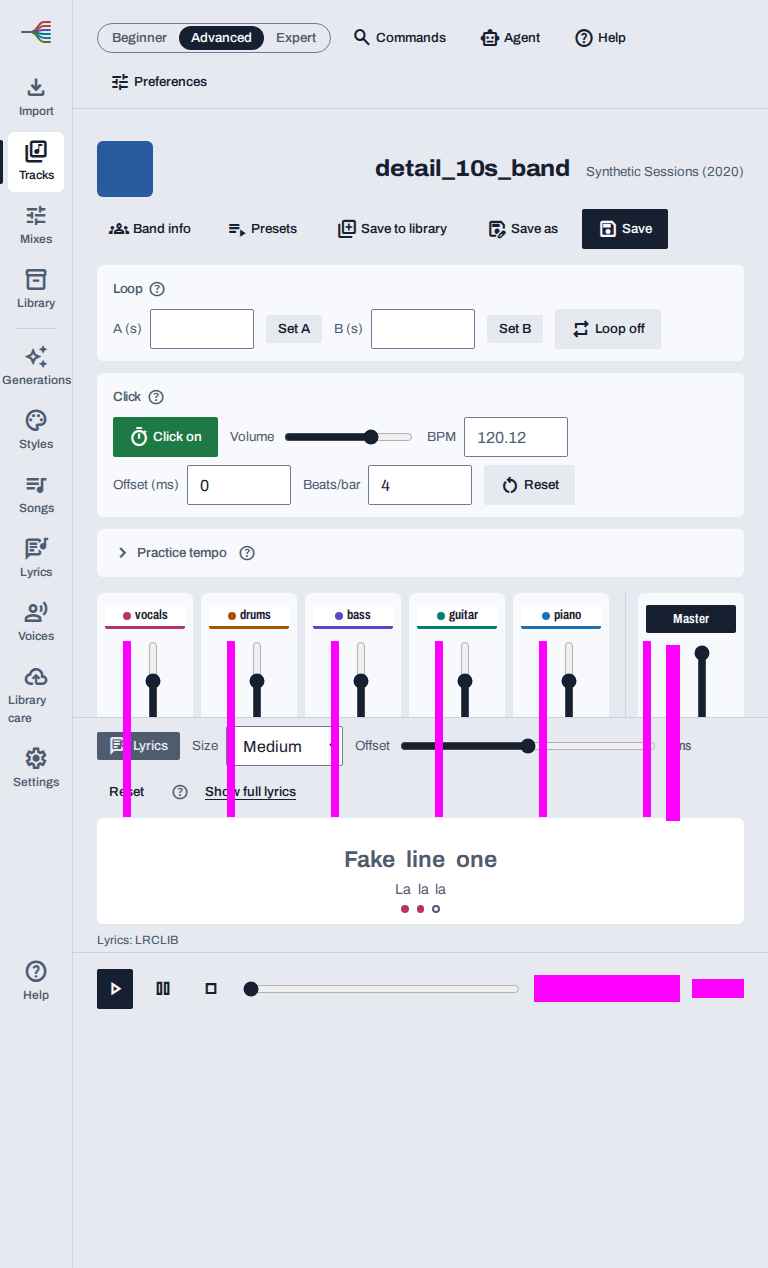 Beginner Advanced Expert Commands Agent Help
Preferences
Import
Tracks
Mixes
Library
Generations
Styles
Songs
Lyrics
Voices
Library care
Settings
Help
detail_10s_band Synthetic Sessions (2020)
Band info Presets Save to library Save as Save
Loop ?
A (s) Set A B (s) Set B Loop off
Click ?
Click on Volume BPM 120.12
Offset (ms) 0 Beats/bar 4 Reset
Practice tempo ?
vocals drums bass guitar piano Master
Lyrics Size Medium Offset ms
Reset ? Show full lyrics
Fake line one
La la la
Lyrics: LRCLIB